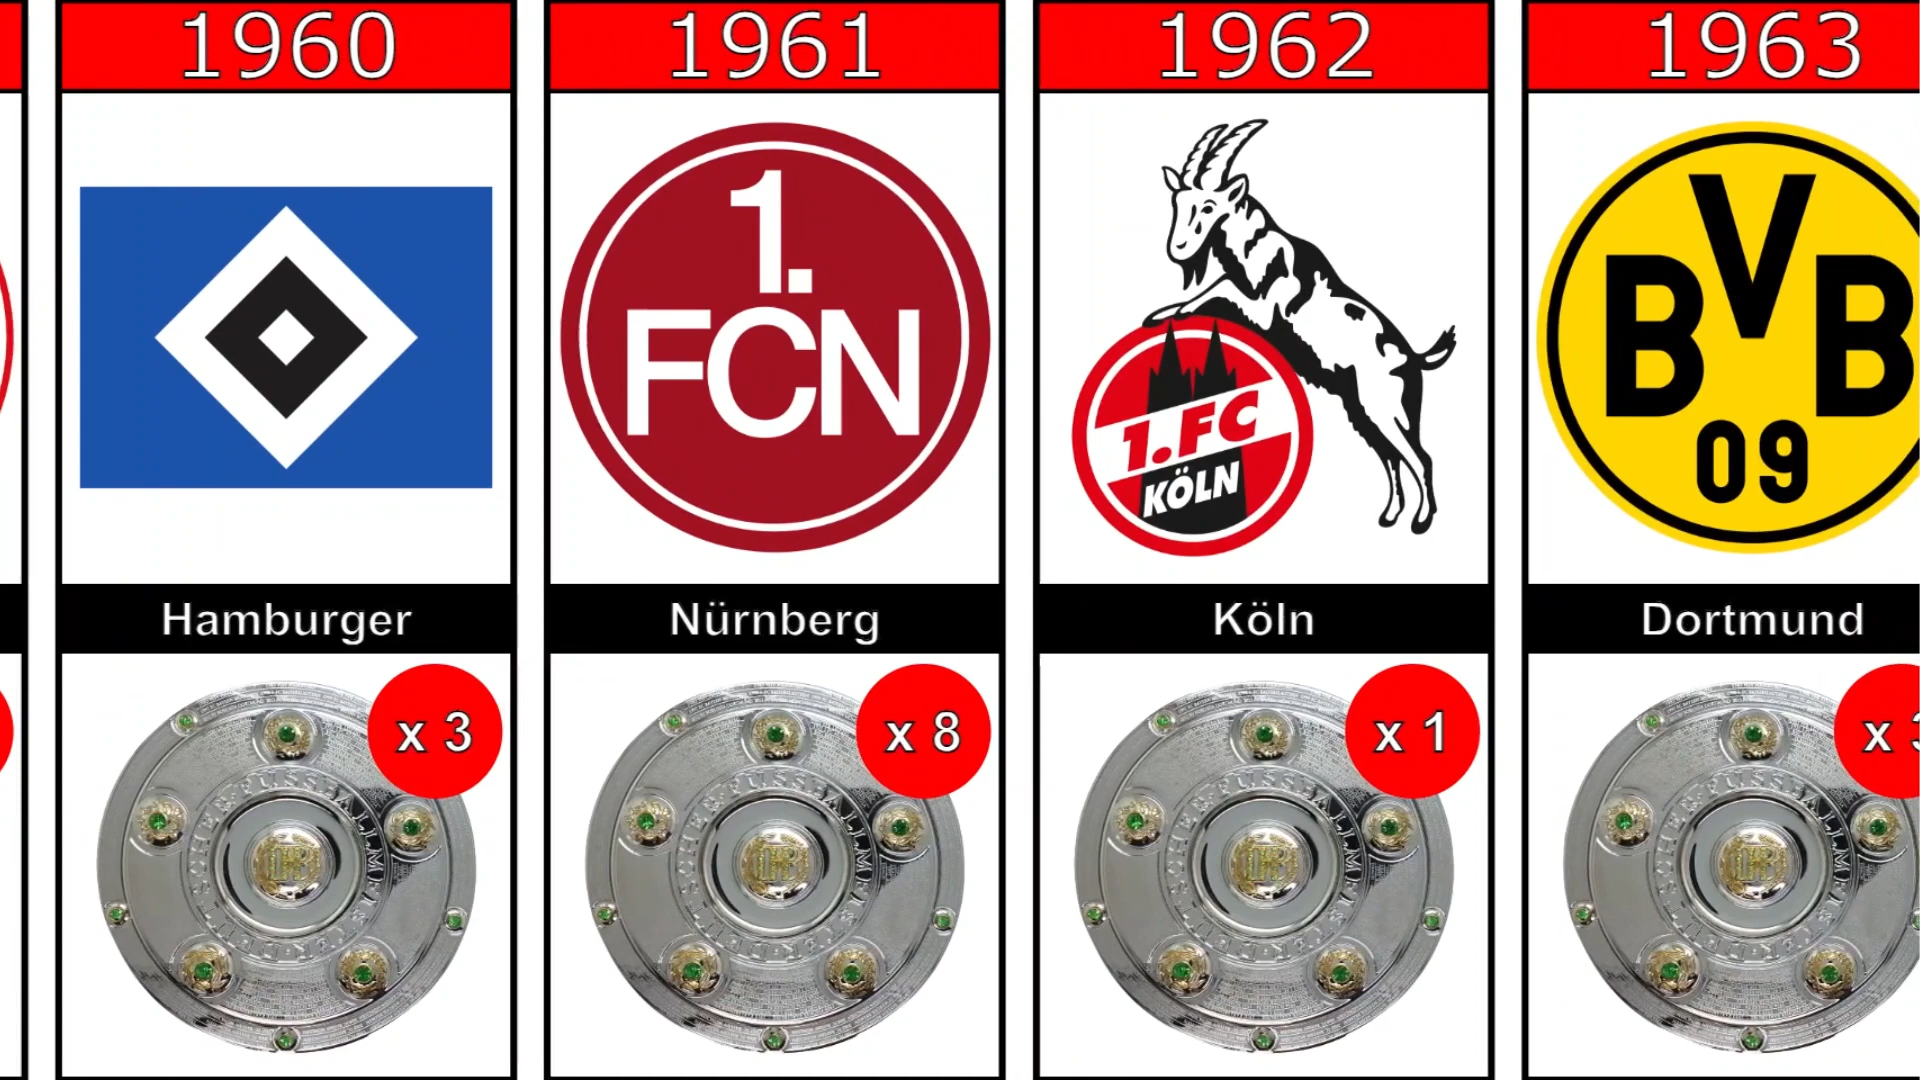 1960
1961
1962
1963
1.
FCN
1.FC
KÖLN
BVB
09
Hamburger
Nürnberg
Köln
Dortmund
x 3
x 8
x 1
x